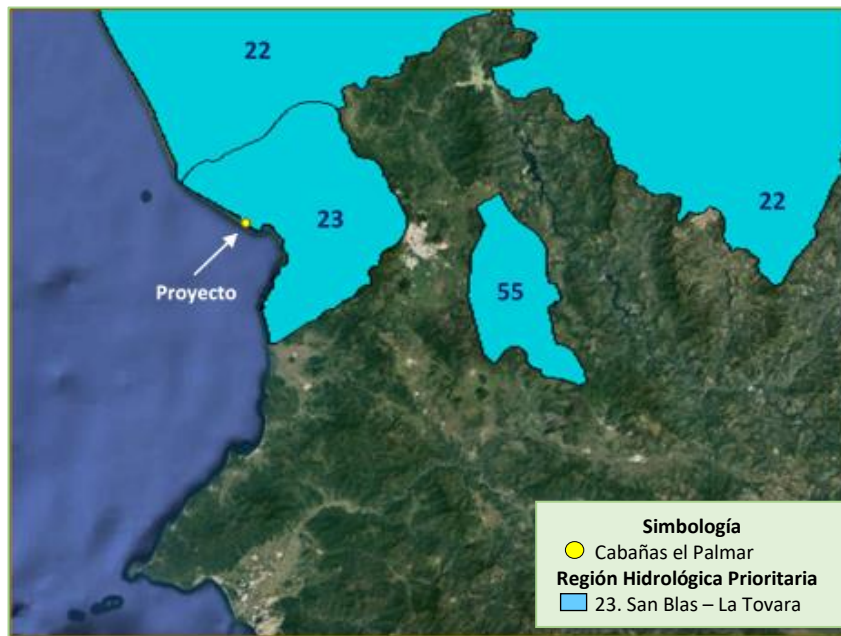 22
23
22
55
Proyecto
Simbología
Cabañas el Palmar
Región Hidrológica Prioritaria
23. San Blas – La Tovara